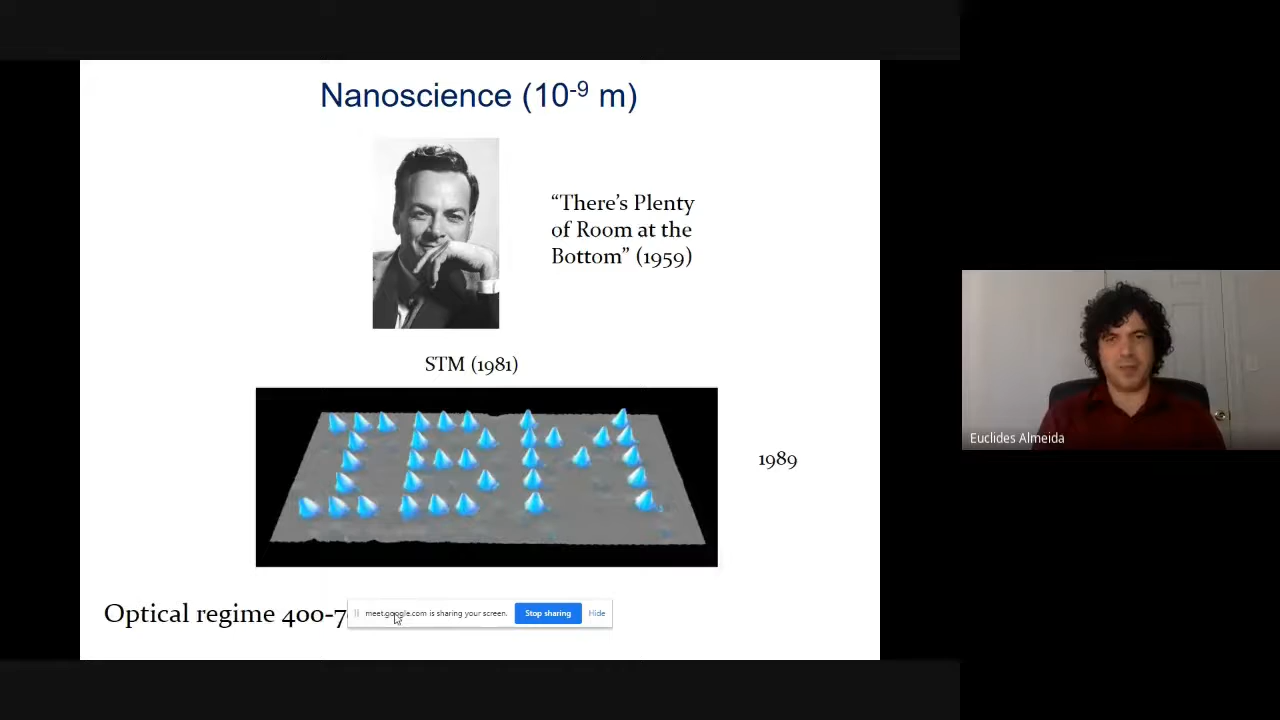 Nanoscience (10⁻⁹ m)
“There’s Plenty
of Room at the
Bottom” (1959)
STM (1981)
IBM
1989
Optical regime 400-7
meet.google.com is sharing your screen.
Stop sharing
Hide
Euclides Almeida